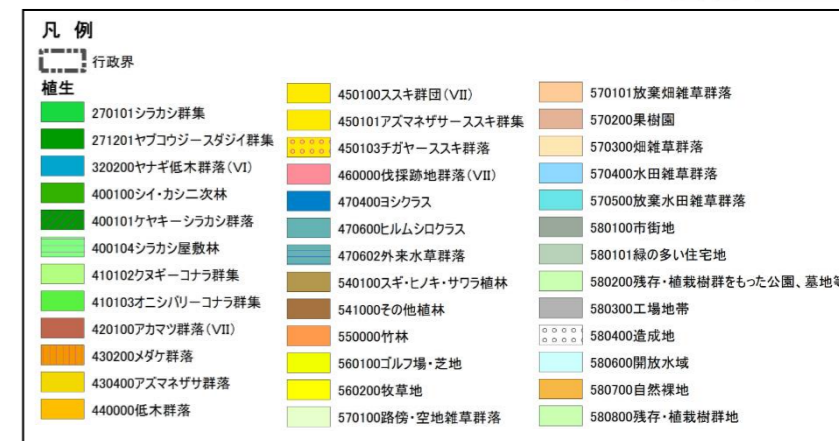 凡 例
行政界
植生
270101シラカシ群集
271201ヤブコウジースダジイ群集
320200ヤナギ低木群落(Ⅵ)
400100シイ・カシ二次林
400101ケヤキーシラカシ群落
400104シラカシ屋敷林
410102クヌギーコナラ群集
410103オニシバリーコナラ群集
420100アカマツ群落(Ⅶ)
430200メダケ群落
430400アズマネザサ群落
440000低木群落
450100ススキ群団(Ⅶ)
450101アズマネザサーススキ群集
450103チガヤーススキ群落
460000伐採跡地群落(Ⅶ)
470400ヨシクラス
470600ヒルムシロクラス
470602外来水草群落
540100スギ・ヒノキ・サワラ植林
541000その他植林
550000竹林
560100ゴルフ場・芝地
560200牧草地
570100路傍・空地雑草群落
570101放棄畑雑草群落
570200果樹園
570300畑雑草群落
570400水田雑草群落
570500放棄水田雑草群落
580100市街地
580101緑の多い住宅地
580200残存・植栽樹群をもった公園、墓地等
580300工場地帯
580400造成地
580600開放水域
580700自然裸地
580800残存・植栽樹群地